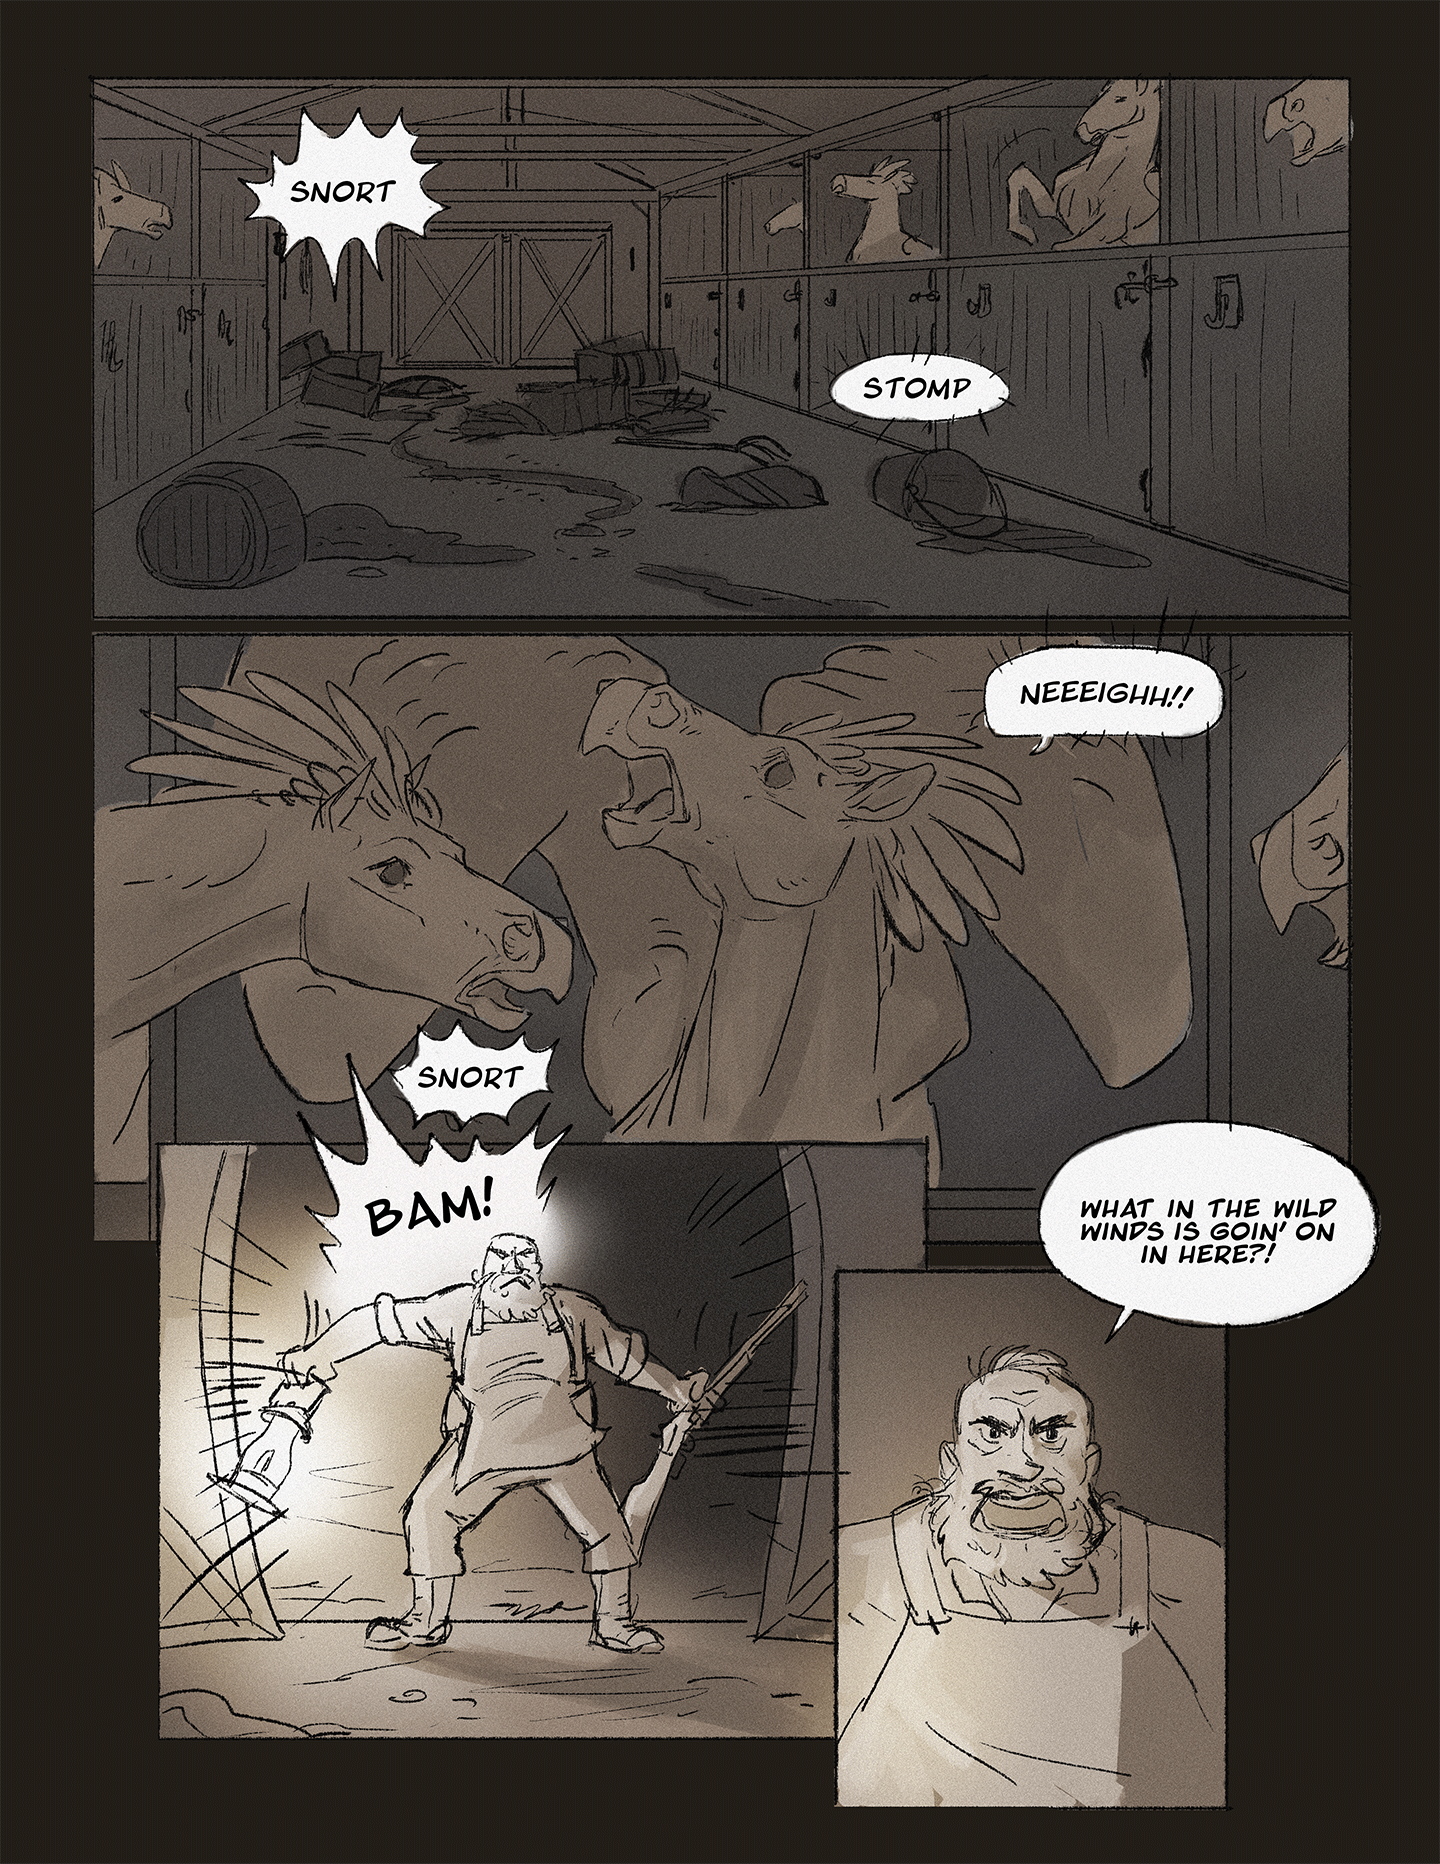 SNORT
STOMP
NEEEIGHH!!
SNORT
BAM!
WHAT IN THE WILD
WINDS IS GOIN' ON
IN HERE?!